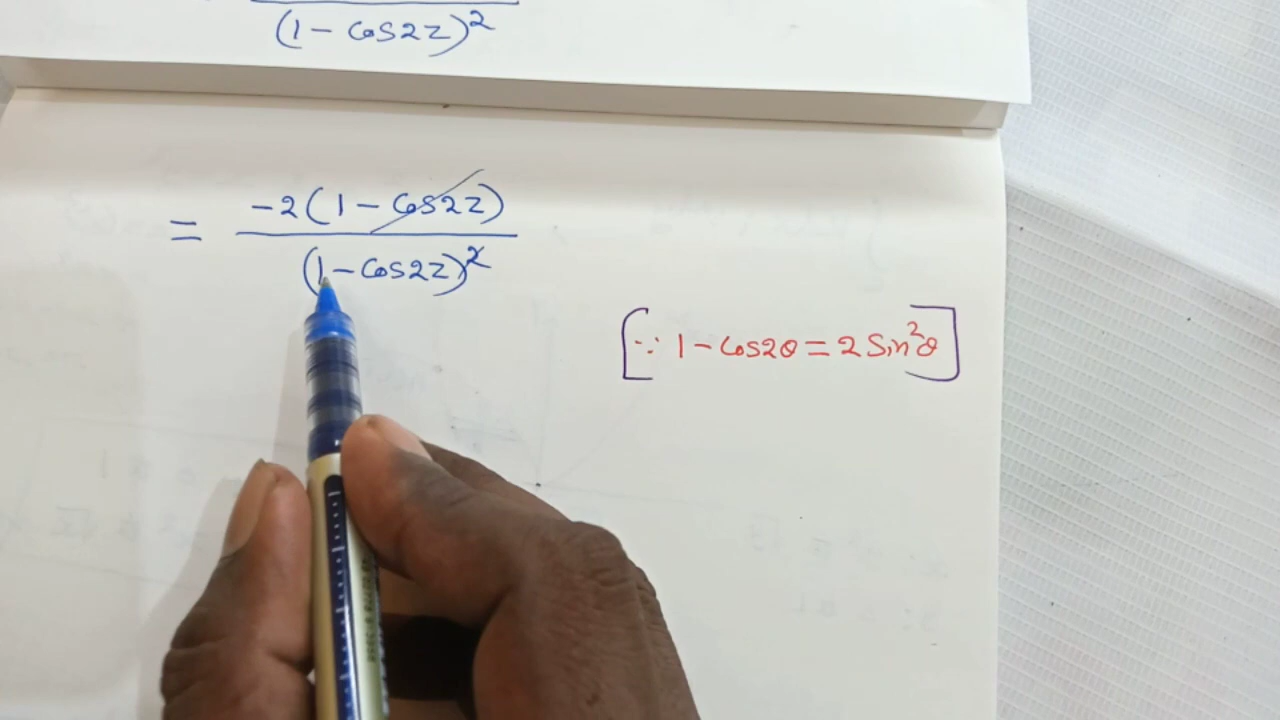 (1 - Cos2z)²
= -2(1 - Cos2z)
(1 - Cos2z)²
[∵ 1 - Cos2θ = 2 Sin²θ]